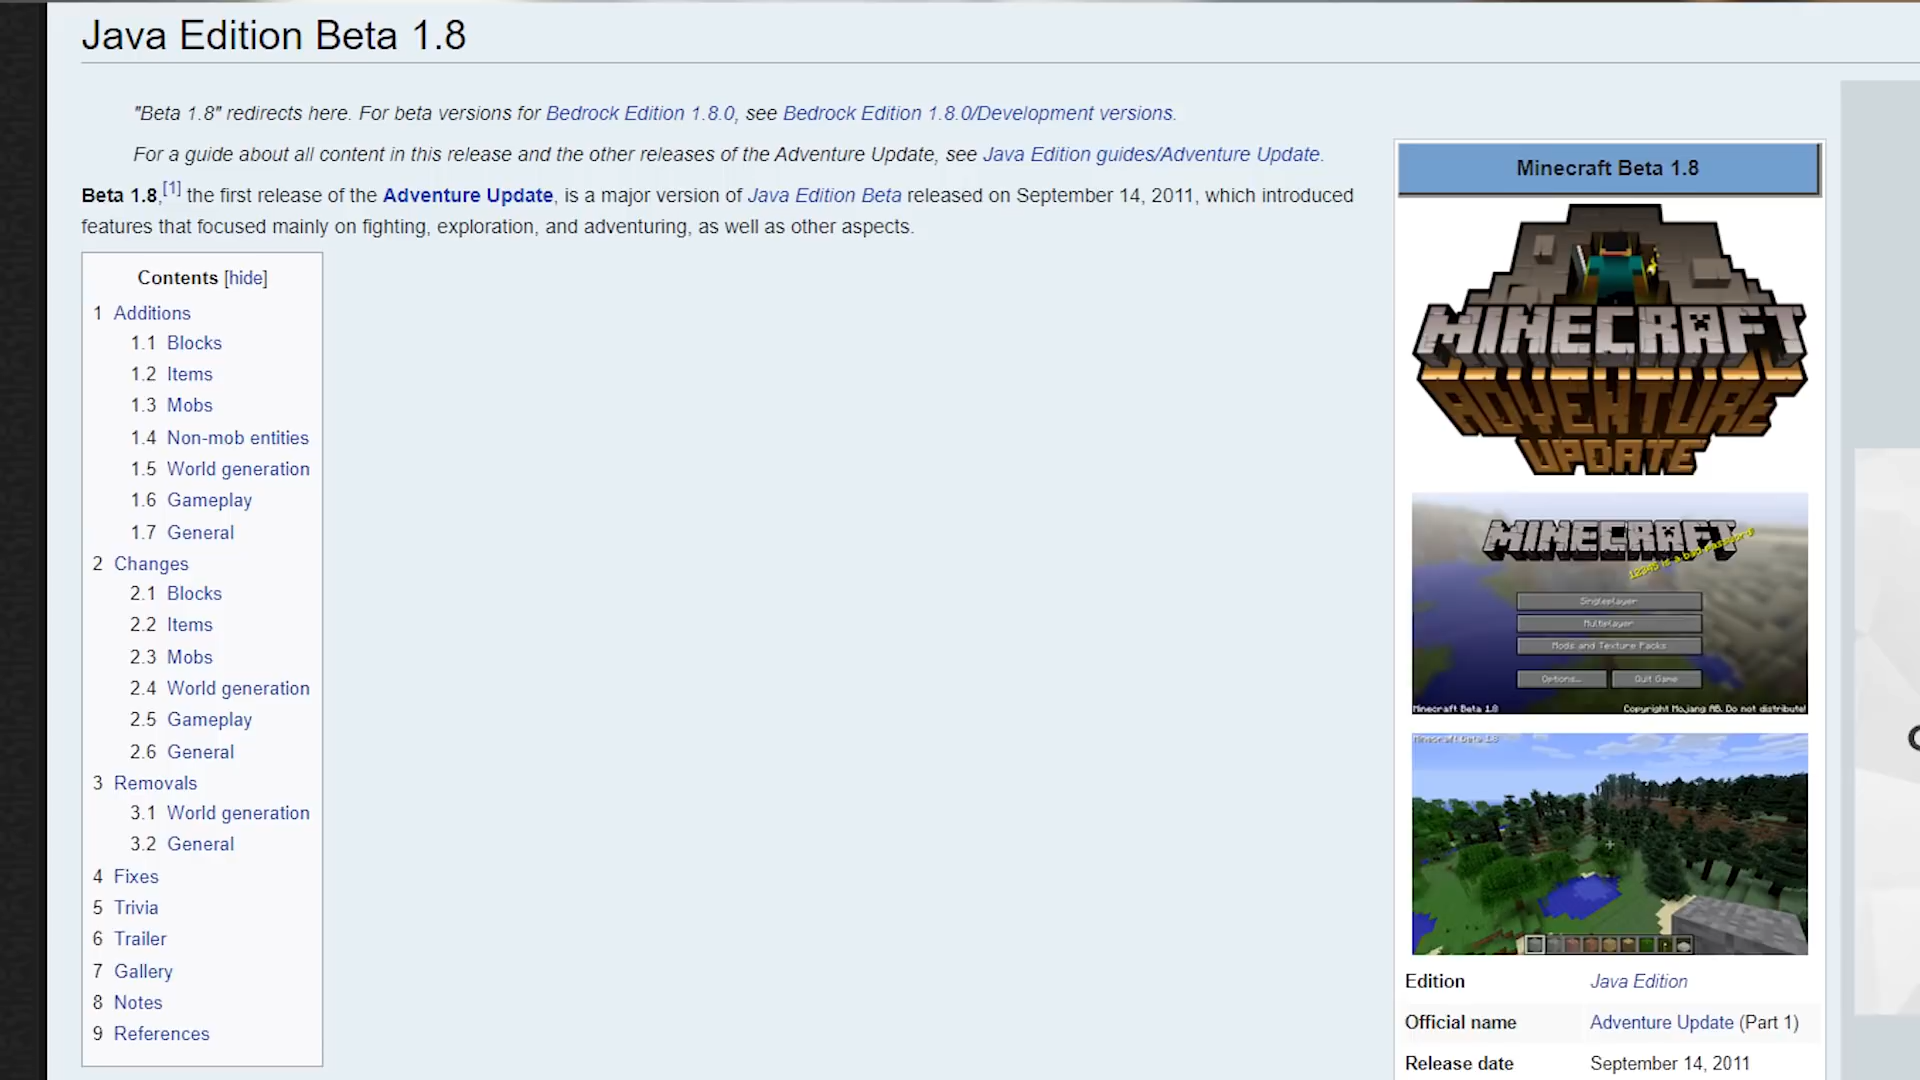 Java Edition Beta 1.8
"Beta 1.8" redirects here. For beta versions for Bedrock Edition 1.8.0, see Bedrock Edition 1.8.0/Development versions.
For a guide about all content in this release and the other releases of the Adventure Update, see Java Edition guides/Adventure Update.
Beta 1.8,[1] the first release of the Adventure Update, is a major version of Java Edition Beta released on September 14, 2011, which introduced
features that focused mainly on fighting, exploration, and adventuring, as well as other aspects.
Contents [hide]
1 Additions
1.1 Blocks
1.2 Items
1.3 Mobs
1.4 Non-mob entities
1.5 World generation
1.6 Gameplay
1.7 General
2 Changes
2.1 Blocks
2.2 Items
2.3 Mobs
2.4 World generation
2.5 Gameplay
2.6 General
3 Removals
3.1 World generation
3.2 General
4 Fixes
5 Trivia
6 Trailer
7 Gallery
8 Notes
9 References
Minecraft Beta 1.8
MINECRAFT
ADVENTURE
UPDATE
MINECRAFT
12345 is a bad password!
Singleplayer
Multiplayer
Mods and Texture Packs
Options...
Quit Game
Minecraft Beta 1.8
Copyright Mojang AB. Do not distribute!
Minecraft Beta 1.8
Edition Java Edition
Official name Adventure Update (Part 1)
Release date September 14, 2011